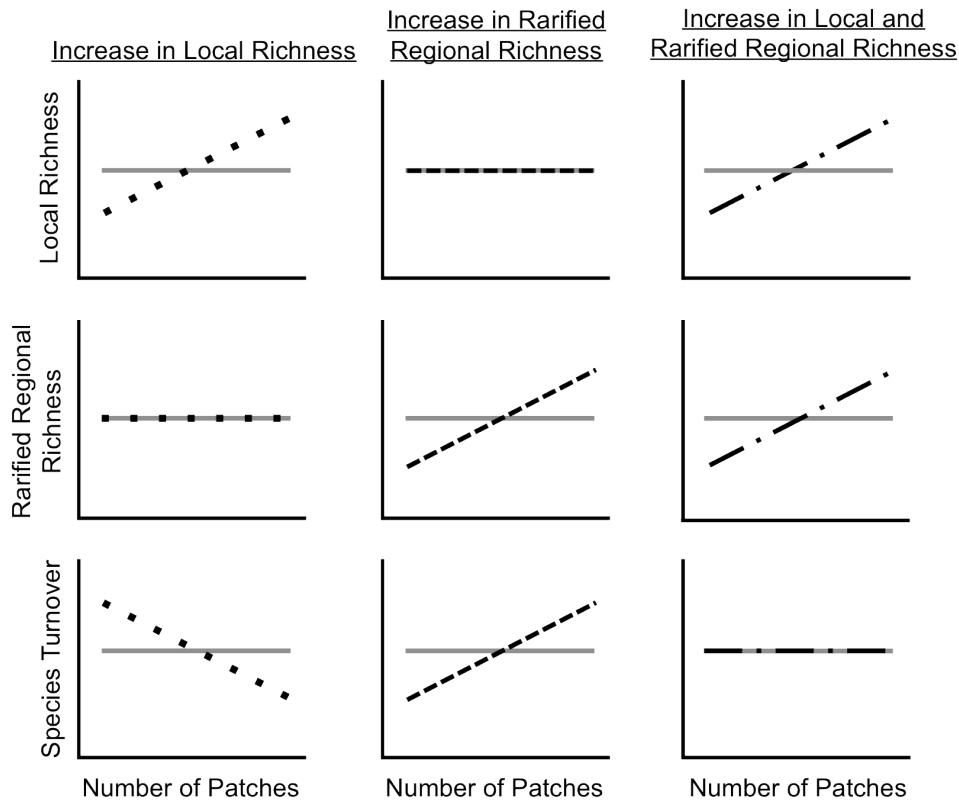 Increase in Local Richness
Increase in Rarified
Regional Richness
Increase in Local and
Rarified Regional Richness
Local Richness
Rarified Regional
Richness
Species Turnover
Number of Patches
Number of Patches
Number of Patches